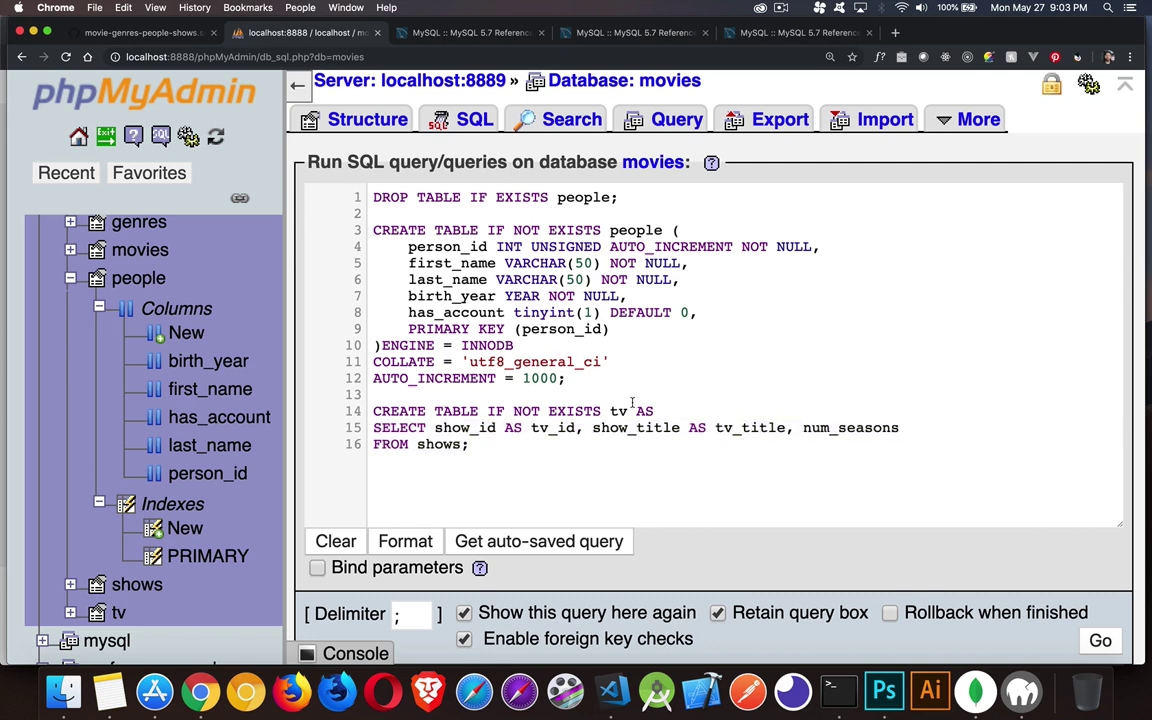 Chrome File Edit View History Bookmarks People Window Help 100% Mon May 27 9:03 PM
movie-genres-people-shows.s
localhost:8888 / localhost / mo
MySQL :: MySQL 5.7 Referenc
MySQL :: MySQL 5.7 Referenc
MySQL :: MySQL 5.7 Referenc
localhost:8888/phpMyAdmin/db_sql.php?db=movies
phpMyAdmin
Recent Favorites
genres
movies
people
Columns
New
birth_year
first_name
has_account
last_name
person_id
Indexes
New
PRIMARY
shows
tv
mysql
Server: localhost:8889 » Database: movies
Structure SQL Search Query Export Import More
Run SQL query/queries on database movies:
1 DROP TABLE IF EXISTS people;
2
3 CREATE TABLE IF NOT EXISTS people (
4 person_id INT UNSIGNED AUTO_INCREMENT NOT NULL,
5 first_name VARCHAR(50) NOT NULL,
6 last_name VARCHAR(50) NOT NULL,
7 birth_year YEAR NOT NULL,
8 has_account tinyint(1) DEFAULT 0,
9 PRIMARY KEY (person_id)
10 )ENGINE = INNODB
11 COLLATE = 'utf8_general_ci'
12 AUTO_INCREMENT = 1000;
13
14 CREATE TABLE IF NOT EXISTS tv AS
15 SELECT show_id AS tv_id, show_title AS tv_title, num_seasons
16 FROM shows;
Clear Format Get auto-saved query
Bind parameters
[ Delimiter ; ] Show this query here again Retain query box Rollback when finished
Enable foreign key checks
Go
Console
Ps Ai